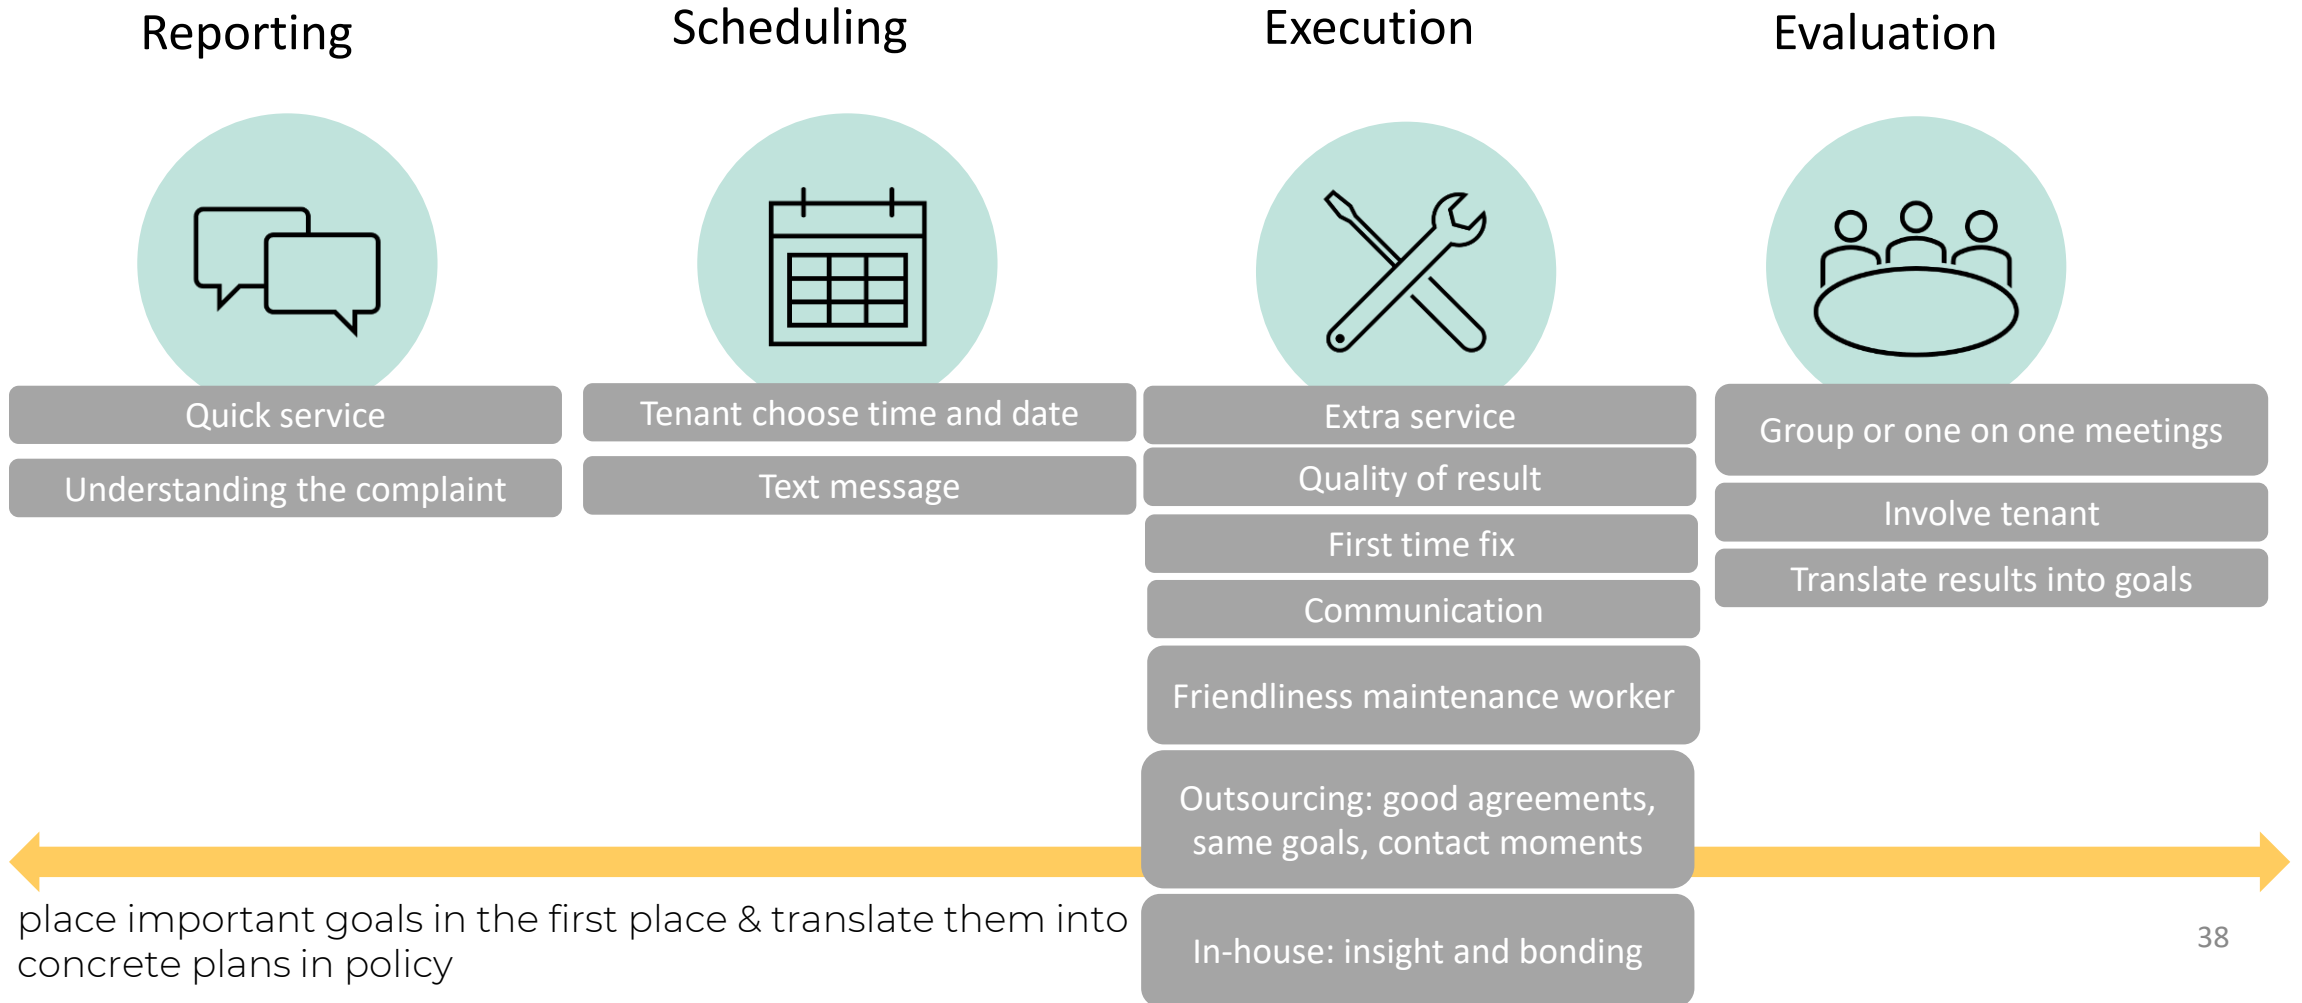 Reporting
Quick service
Understanding the complaint
Scheduling
Tenant choose time and date
Text message
Execution
Extra service
Quality of result
First time fix
Communication
Friendliness maintenance worker
Outsourcing: good agreements,
same goals, contact moments
In-house: insight and bonding
Evaluation
Group or one on one meetings
Involve tenant
Translate results into goals
place important goals in the first place & translate them into
concrete plans in policy
38